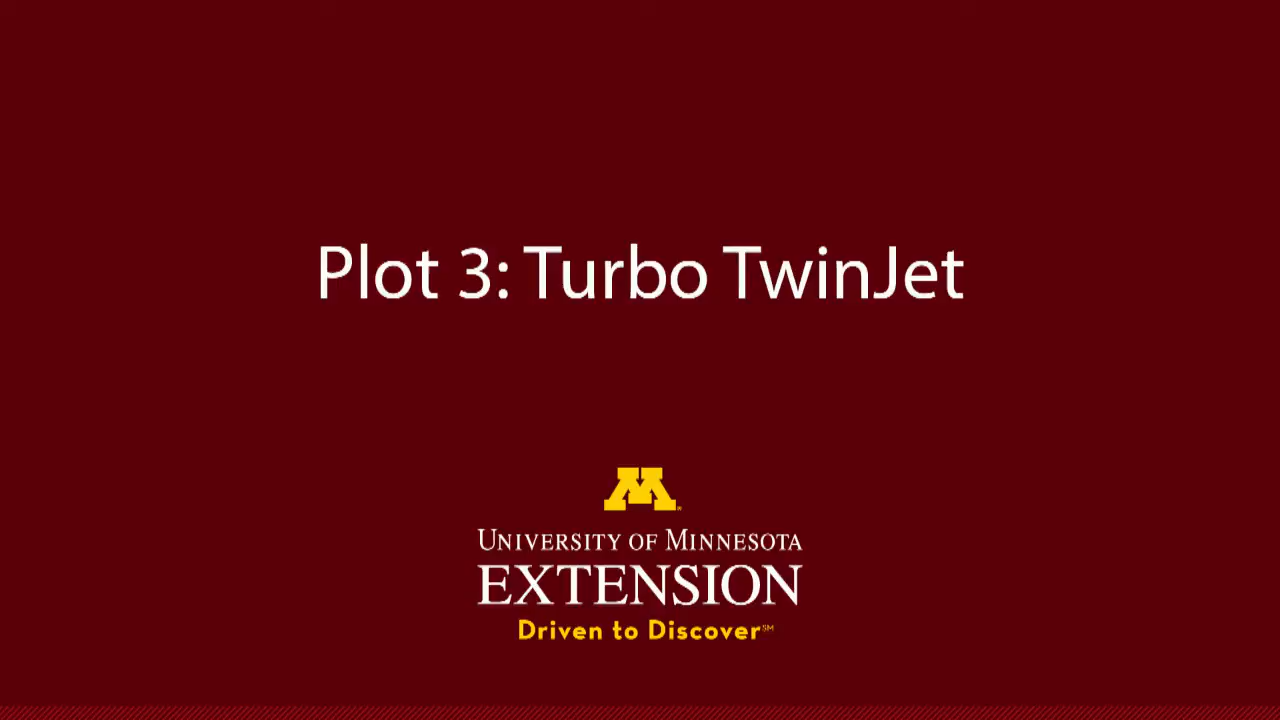 Plot 3: Turbo TwinJet
M
UNIVERSITY OF MINNESOTA
EXTENSION
Driven to Discover℠